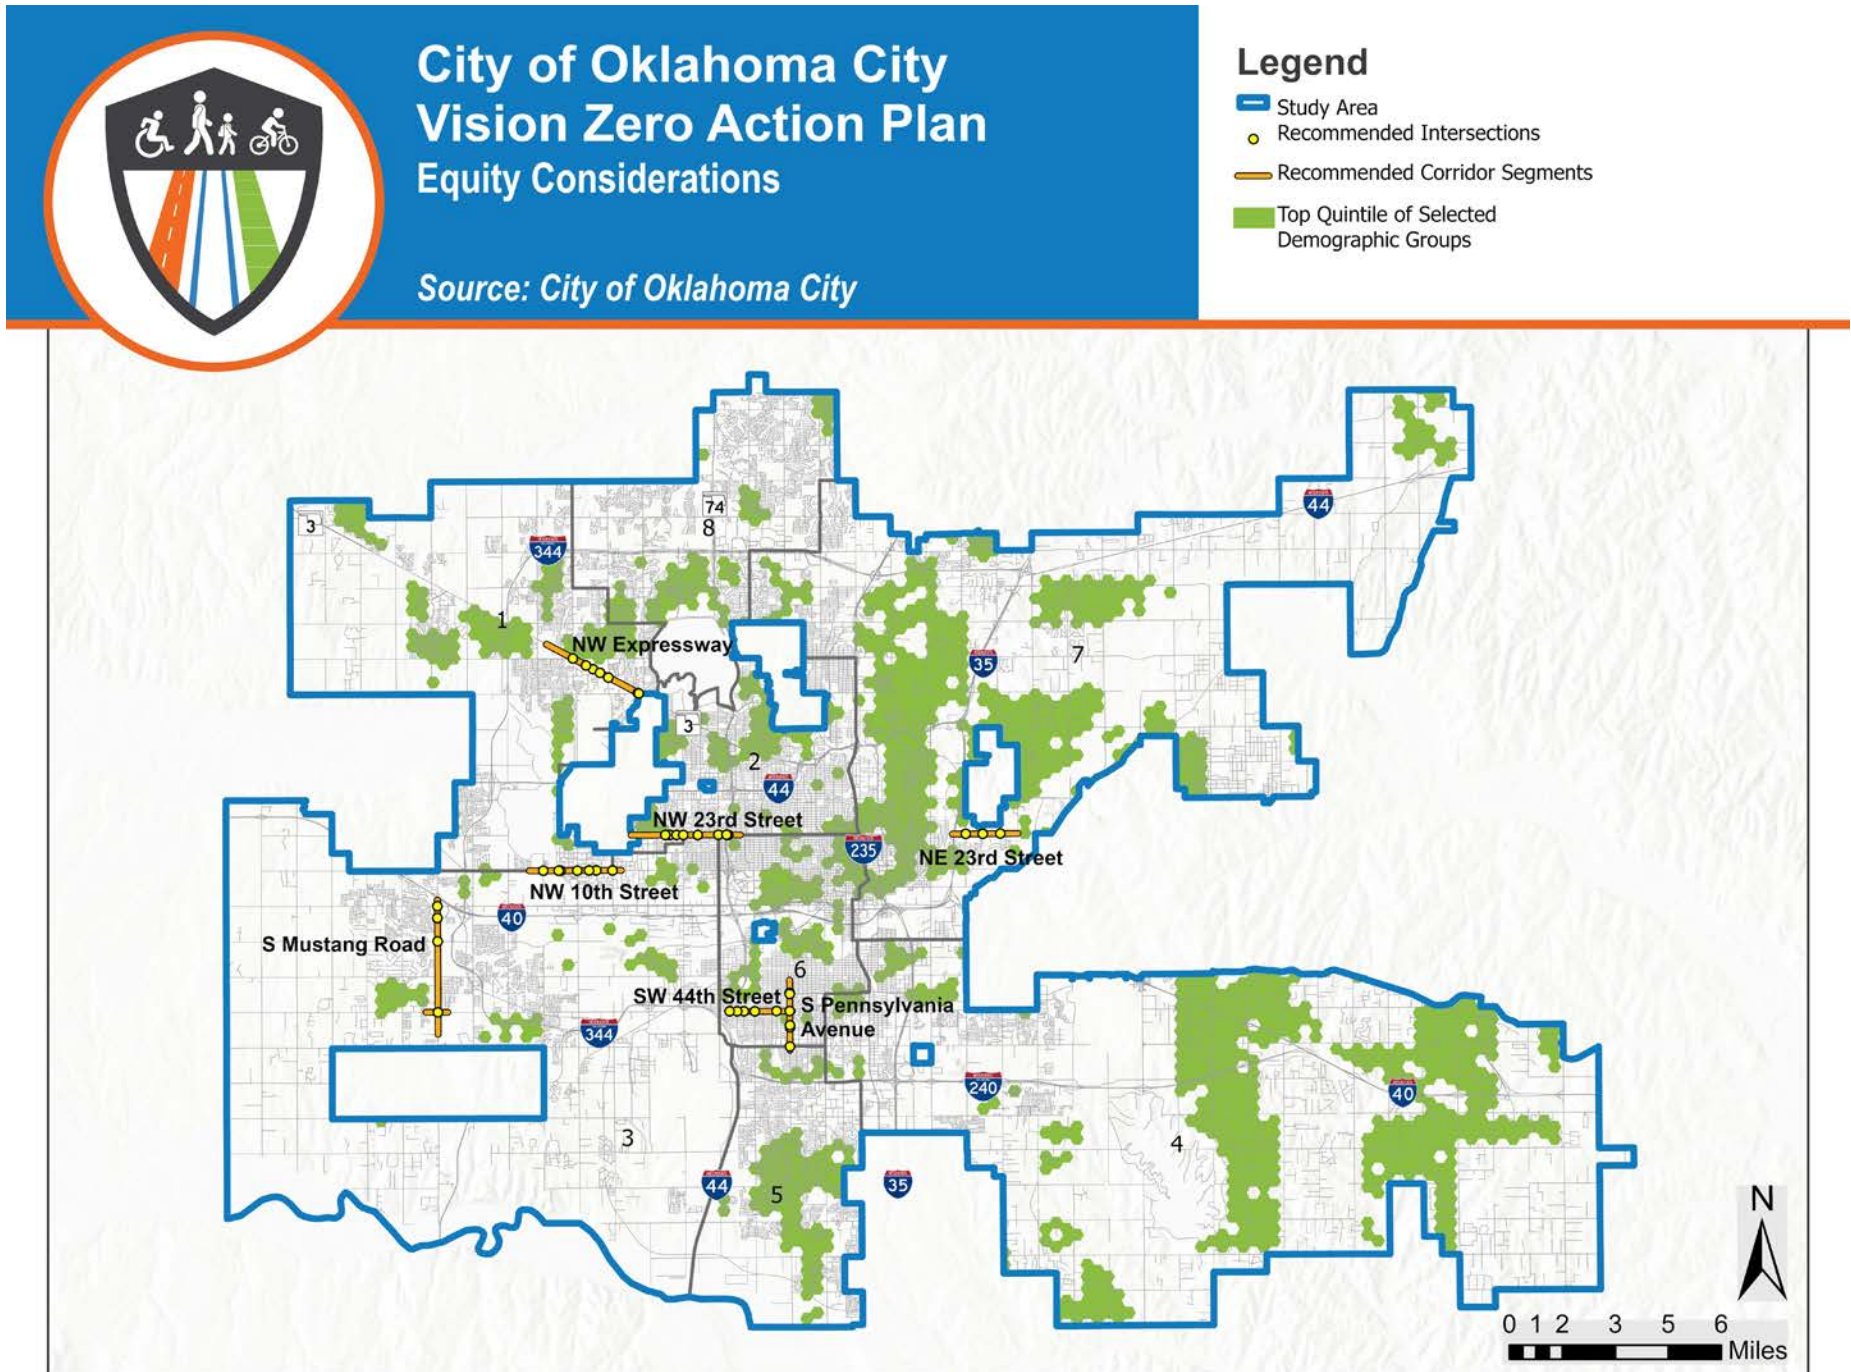 City of Oklahoma City
Vision Zero Action Plan
Equity Considerations
Source: City of Oklahoma City
Legend
Study Area
Recommended Intersections
Recommended Corridor Segments
Top Quintile of Selected
Demographic Groups
44
3
74
8
344
1
NW Expressway
35
7
3
2
44
NW 23rd Street
235
NE 23rd Street
NW 10th Street
40
S Mustang Road
6
SW 44th Street
S Pennsylvania
Avenue
344
240
40
3
4
44
5
35
N
0 1 2 3 5 6
Miles